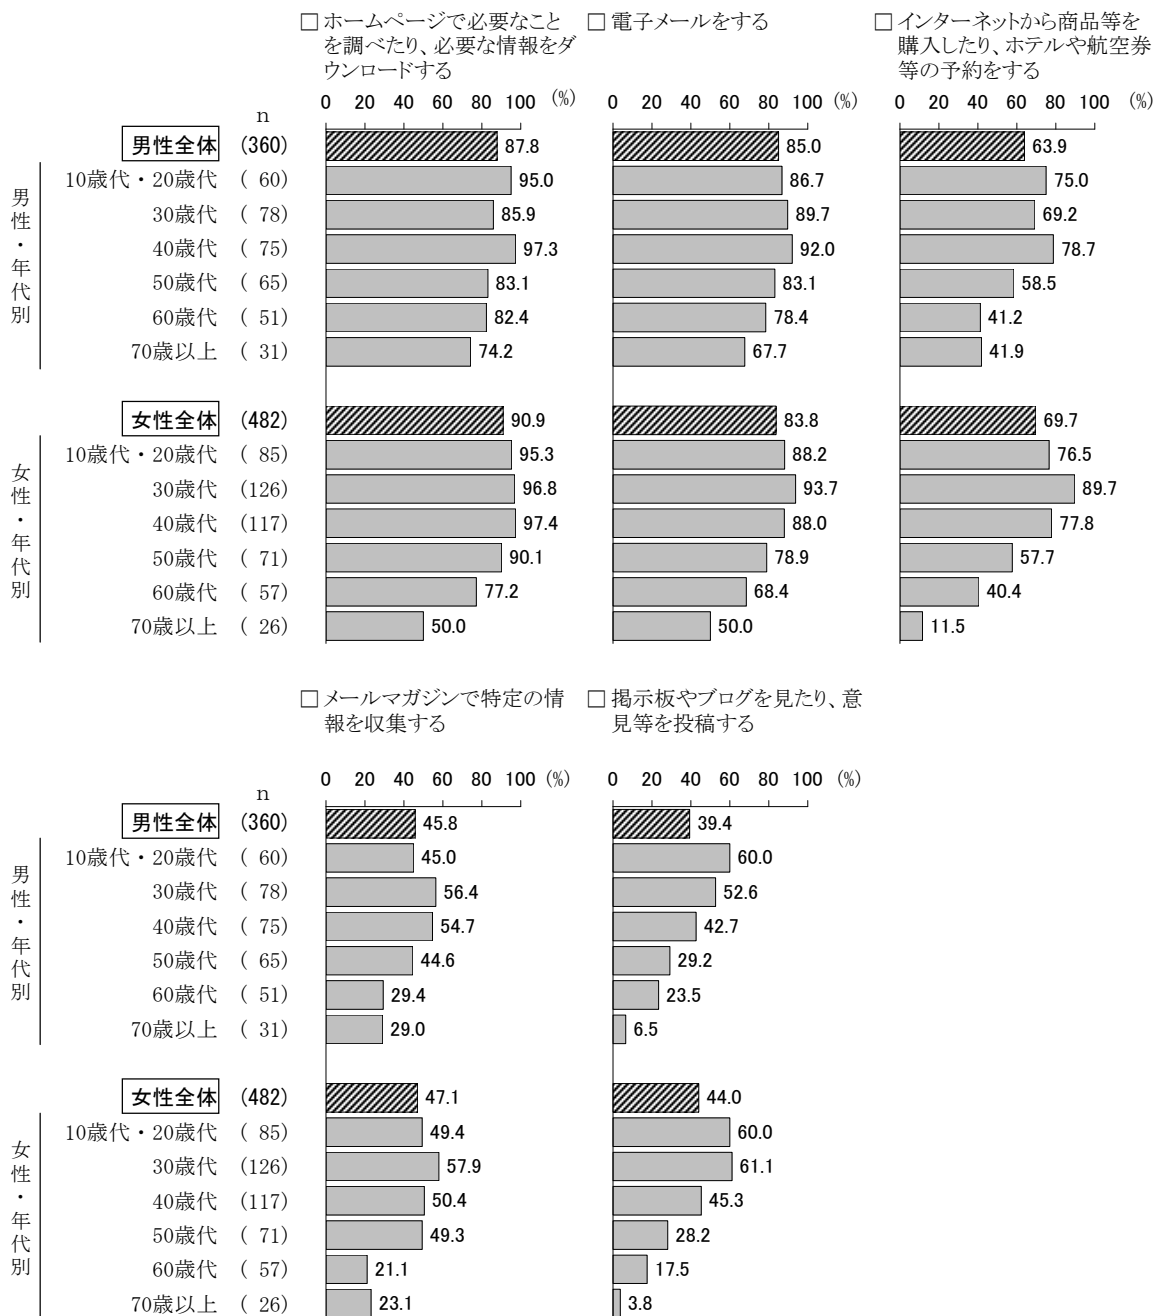 □ ホームページで必要なこと
を調べたり、必要な情報をダ
ウンロードする
□ 電子メールをする
□ インターネットから商品等を
購入したり、ホテルや航空券
等の予約をする
0 20 40 60 80 100 (%)
0 20 40 60 80 100 (%)
0 20 40 60 80 100 (%)
n
男性全体 (360) 87.8 85.0 63.9
男性・年代別
10歳代・20歳代 ( 60) 95.0 86.7 75.0
30歳代 ( 78) 85.9 89.7 69.2
40歳代 ( 75) 97.3 92.0 78.7
50歳代 ( 65) 83.1 83.1 58.5
60歳代 ( 51) 82.4 78.4 41.2
70歳以上 ( 31) 74.2 67.7 41.9
女性全体 (482) 90.9 83.8 69.7
女性・年代別
10歳代・20歳代 ( 85) 95.3 88.2 76.5
30歳代 (126) 96.8 93.7 89.7
40歳代 (117) 97.4 88.0 77.8
50歳代 ( 71) 90.1 78.9 57.7
60歳代 ( 57) 77.2 68.4 40.4
70歳以上 ( 26) 50.0 50.0 11.5
□ メールマガジンで特定の情
報を収集する
□ 掲示板やブログを見たり、意
見等を投稿する
0 20 40 60 80 100 (%)
0 20 40 60 80 100 (%)
n
男性全体 (360) 45.8 39.4
男性・年代別
10歳代・20歳代 ( 60) 45.0 60.0
30歳代 ( 78) 56.4 52.6
40歳代 ( 75) 54.7 42.7
50歳代 ( 65) 44.6 29.2
60歳代 ( 51) 29.4 23.5
70歳以上 ( 31) 29.0 6.5
女性全体 (482) 47.1 44.0
女性・年代別
10歳代・20歳代 ( 85) 49.4 60.0
30歳代 (126) 57.9 61.1
40歳代 (117) 50.4 45.3
50歳代 ( 71) 49.3 28.2
60歳代 ( 57) 21.1 17.5
70歳以上 ( 26) 23.1 3.8